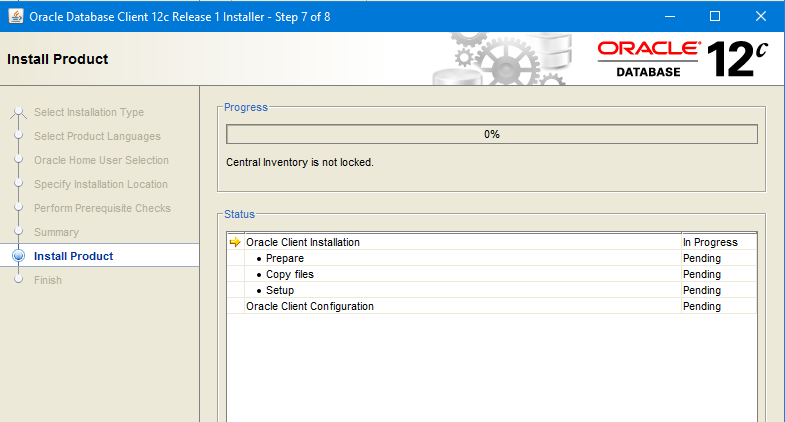 Oracle Database Client 12c Release 1 Installer - Step 7 of 8
Install Product
ORACLE® DATABASE 12c
Select Installation Type
Select Product Languages
Oracle Home User Selection
Specify Installation Location
Perform Prerequisite Checks
Summary
Install Product
Finish
Progress
0%
Central Inventory is not locked.
Status
Oracle Client Installation In Progress
• Prepare Pending
• Copy files Pending
• Setup Pending
Oracle Client Configuration Pending